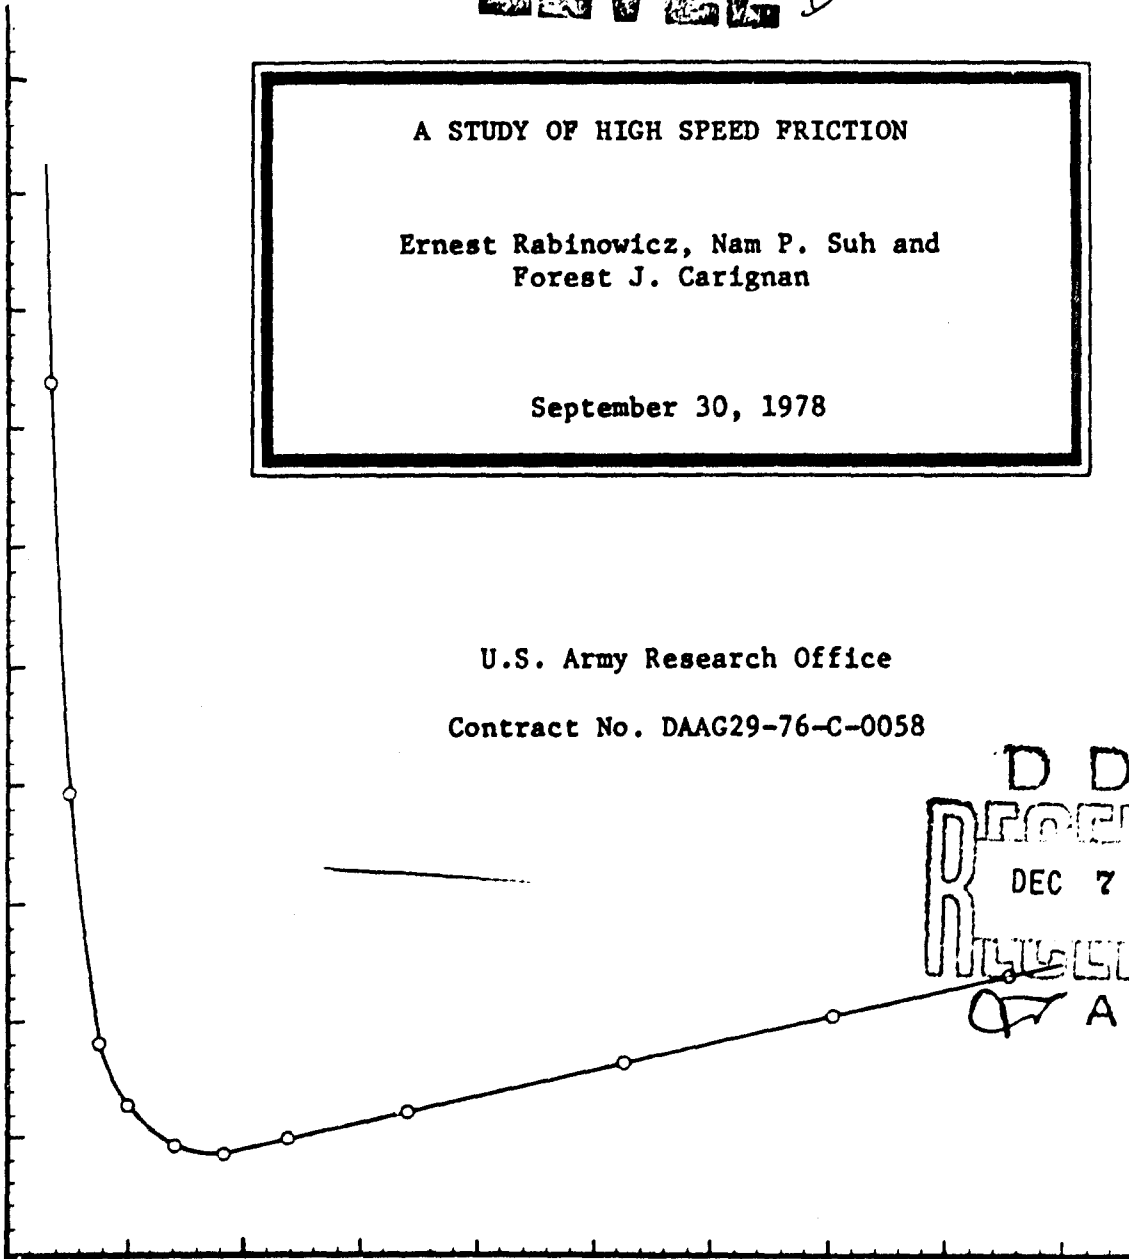 A STUDY OF HIGH SPEED FRICTION
Ernest Rabinowicz, Nam P. Suh and
Forest J. Carignan
September 30, 1978
U.S. Army Research Office
Contract No. DAAG29-76-C-0058
D D
DEC 7
A